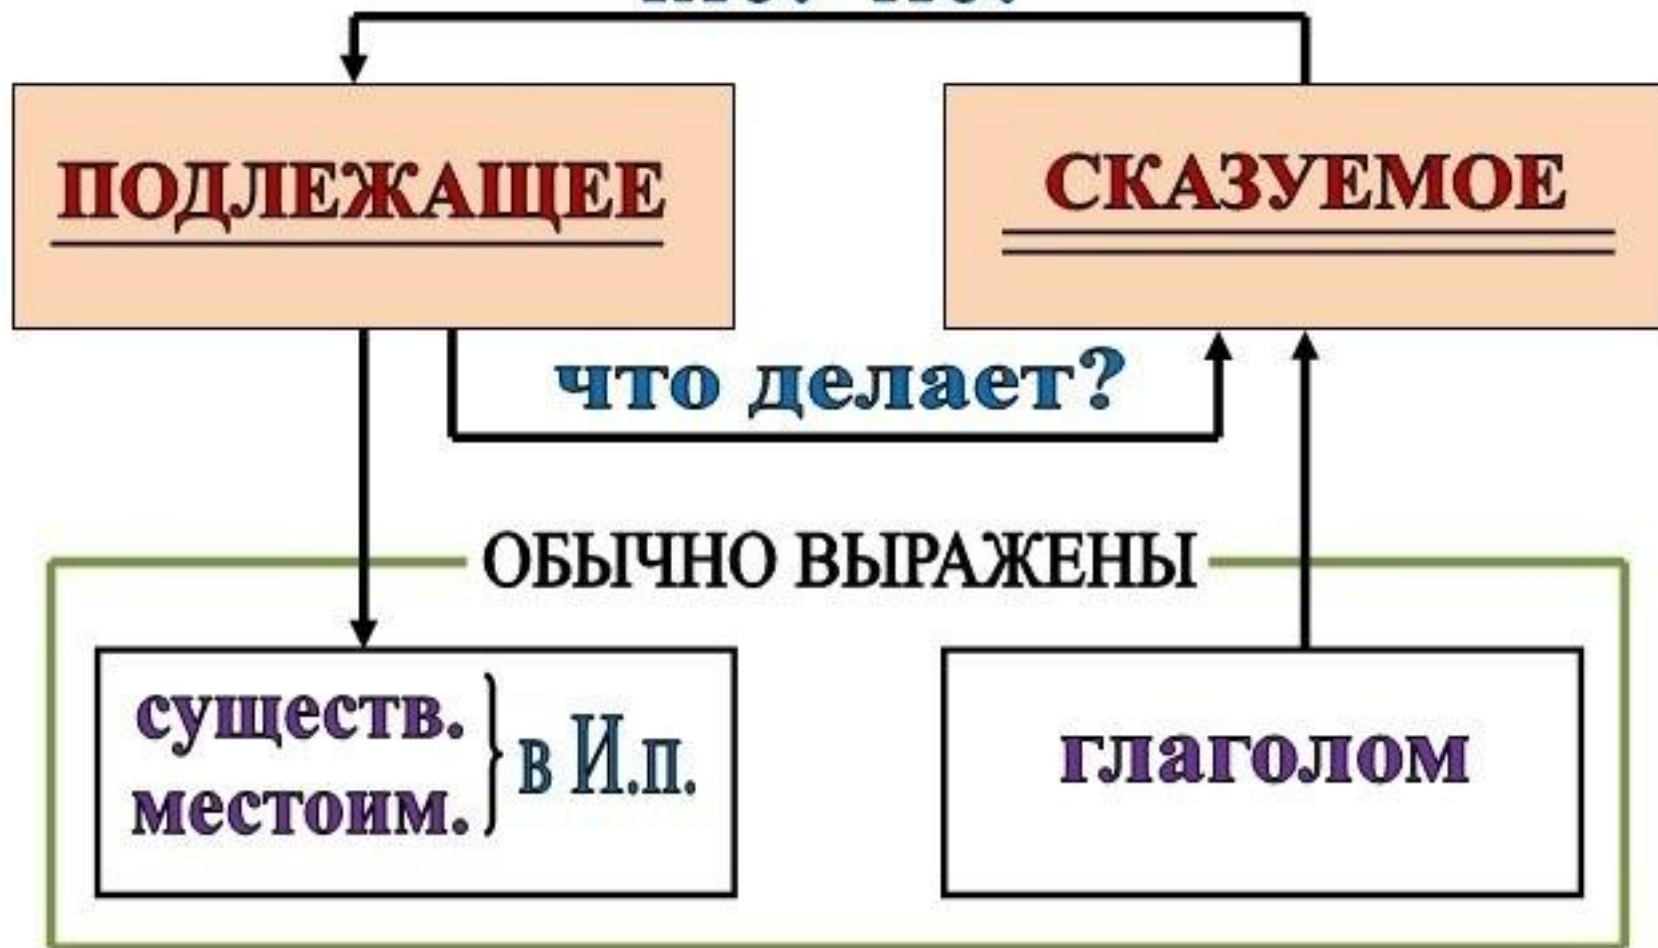 ПОДЛЕЖАЩЕЕ
СКАЗУЕМОЕ
что делает?
ОБЫЧНО ВЫРАЖЕНЫ
существ.
местоим.
в И.п.
глаголом